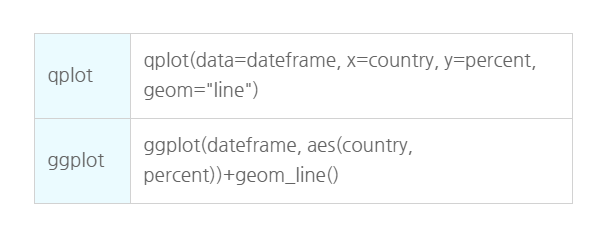 qplot
qplot(data=dateframe, x=country, y=percent,
geom="line")
ggplot
ggplot(dateframe, aes(country,
percent))+geom_line()